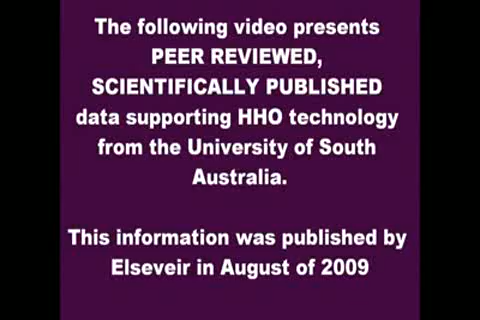 The following video presents
PEER REVIEWED,
SCIENTIFICALLY PUBLISHED
data supporting HHO technology
from the University of South
Australia.
This information was published by
Elseveir in August of 2009